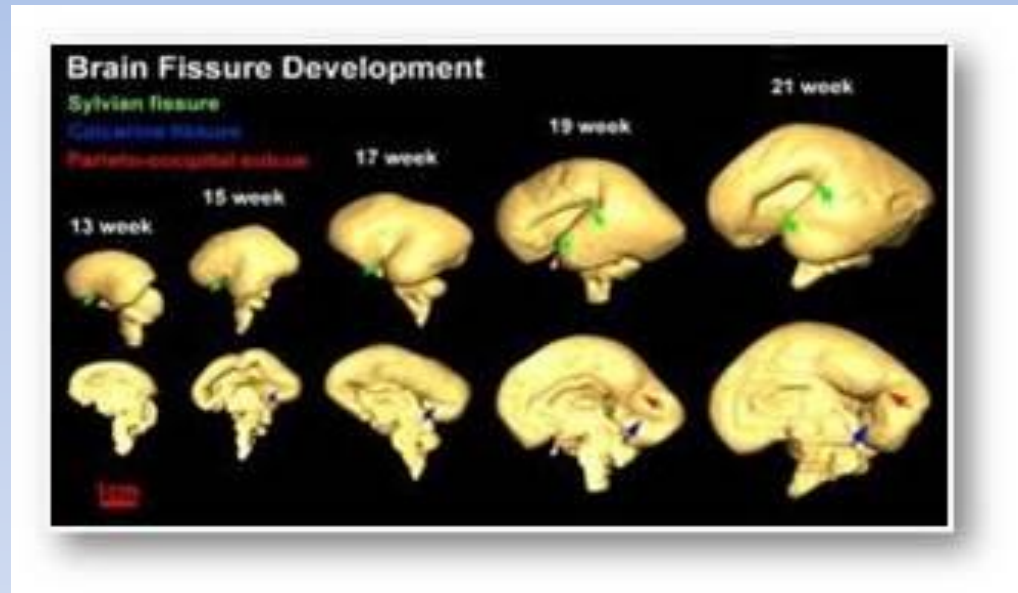 Brain Fissure Development
Sylvian fissure
Calcarine fissure
Parieto-occipital sulcus
13 week
15 week
17 week
19 week
21 week
1cm